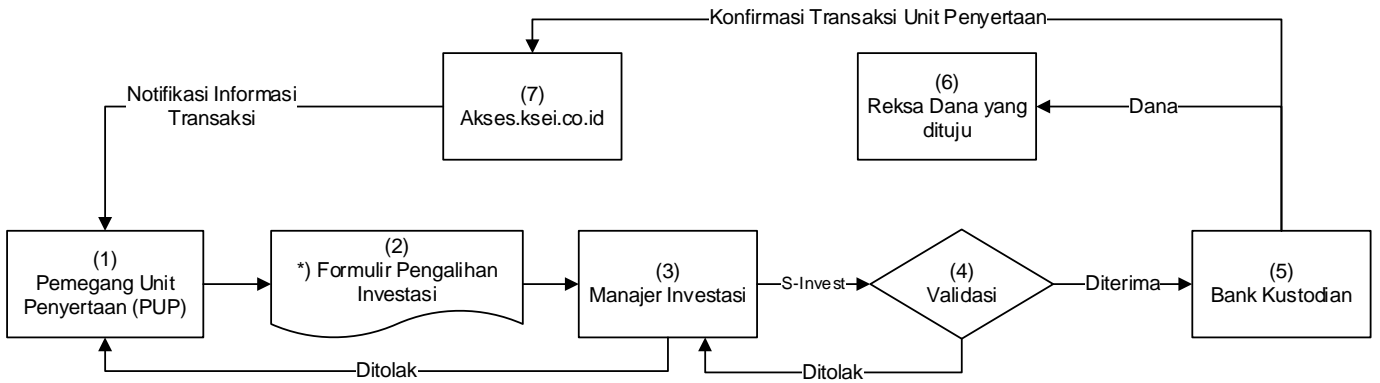 Konfirmasi Transaksi Unit Penyertaan
Notifikasi Informasi
Transaksi
(7)
Akses.ksei.co.id
(6)
Reksa Dana yang
dituju
Dana
(1)
Pemegang Unit
Penyertaan (PUP)
(2)
*) Formulir Pengalihan
Investasi
(3)
Manajer Investasi
S-Invest
(4)
Validasi
Diterima
(5)
Bank Kustodian
Ditolak
Ditolak